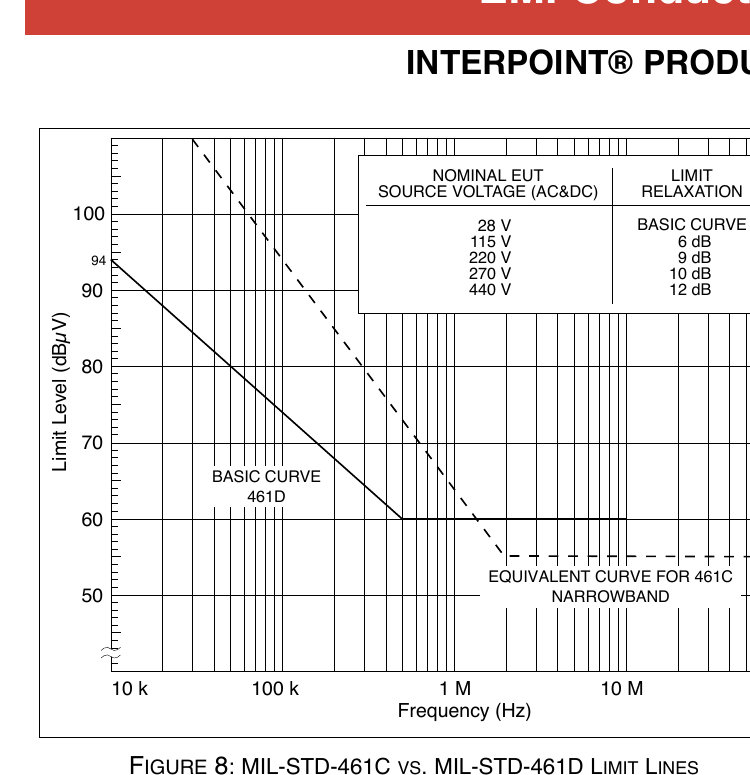 INTERPOINT® PRODU
NOMINAL EUT
SOURCE VOLTAGE (AC&DC)
LIMIT
RELAXATION
28 V BASIC CURVE
115 V 6 dB
220 V 9 dB
270 V 10 dB
440 V 12 dB
100
94
90
80
70
60
50
Limit Level (dBµV)
BASIC CURVE
461D
EQUIVALENT CURVE FOR 461C
NARROWBAND
10 k 100 k 1 M 10 M
Frequency (Hz)
FIGURE 8: MIL-STD-461C VS. MIL-STD-461D LIMIT LINES